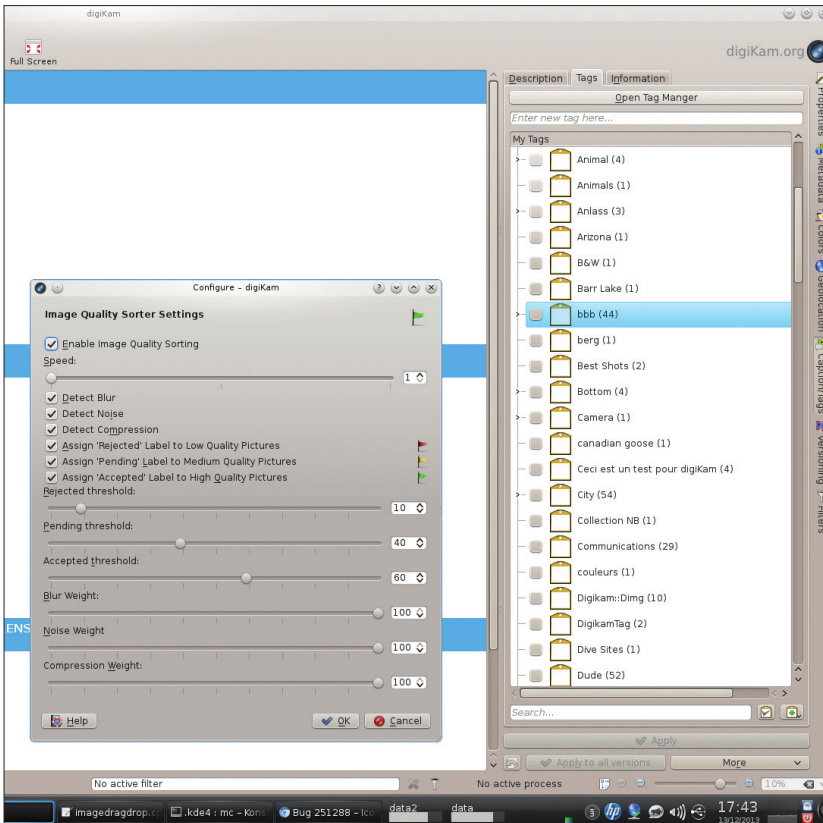 digiKam
Full Screen
digiKam.org
Description Tags Information
Open Tag Manger
Enter new tag here...
My Tags
Animal (4)
Animals (1)
Anlass (3)
Arizona (1)
B&W (1)
Barr Lake (1)
bbb (44)
berg (1)
Best Shots (2)
Bottom (4)
Camera (1)
canadian goose (1)
Ceci est un test pour digiKam (4)
City (54)
Collection NB (1)
Communications (29)
couleurs (1)
Digikam::Dimg (10)
DigikamTag (2)
Dive Sites (1)
Dude (52)
Search...
Apply
Apply to all versions More
Properties
Metadata
Colors
Geolocation
Caption/Tags
Versioning
Filters
Configure – digiKam
Image Quality Sorter Settings
Enable Image Quality Sorting
Speed:
1
Detect Blur
Detect Noise
Detect Compression
Assign 'Rejected' Label to Low Quality Pictures
Assign 'Pending' Label to Medium Quality Pictures
Assign 'Accepted' Label to High Quality Pictures
Rejected threshold:
10
Pending threshold:
40
Accepted threshold:
60
Blur Weight:
100
ENS
Noise Weight
100
Compression Weight:
100
Help OK Cancel
No active filter No active process 10%
imagedragdrop.c .kde4 : mc – Kons Bug 251288 – Ico data2 data 17:43
13/12/2013